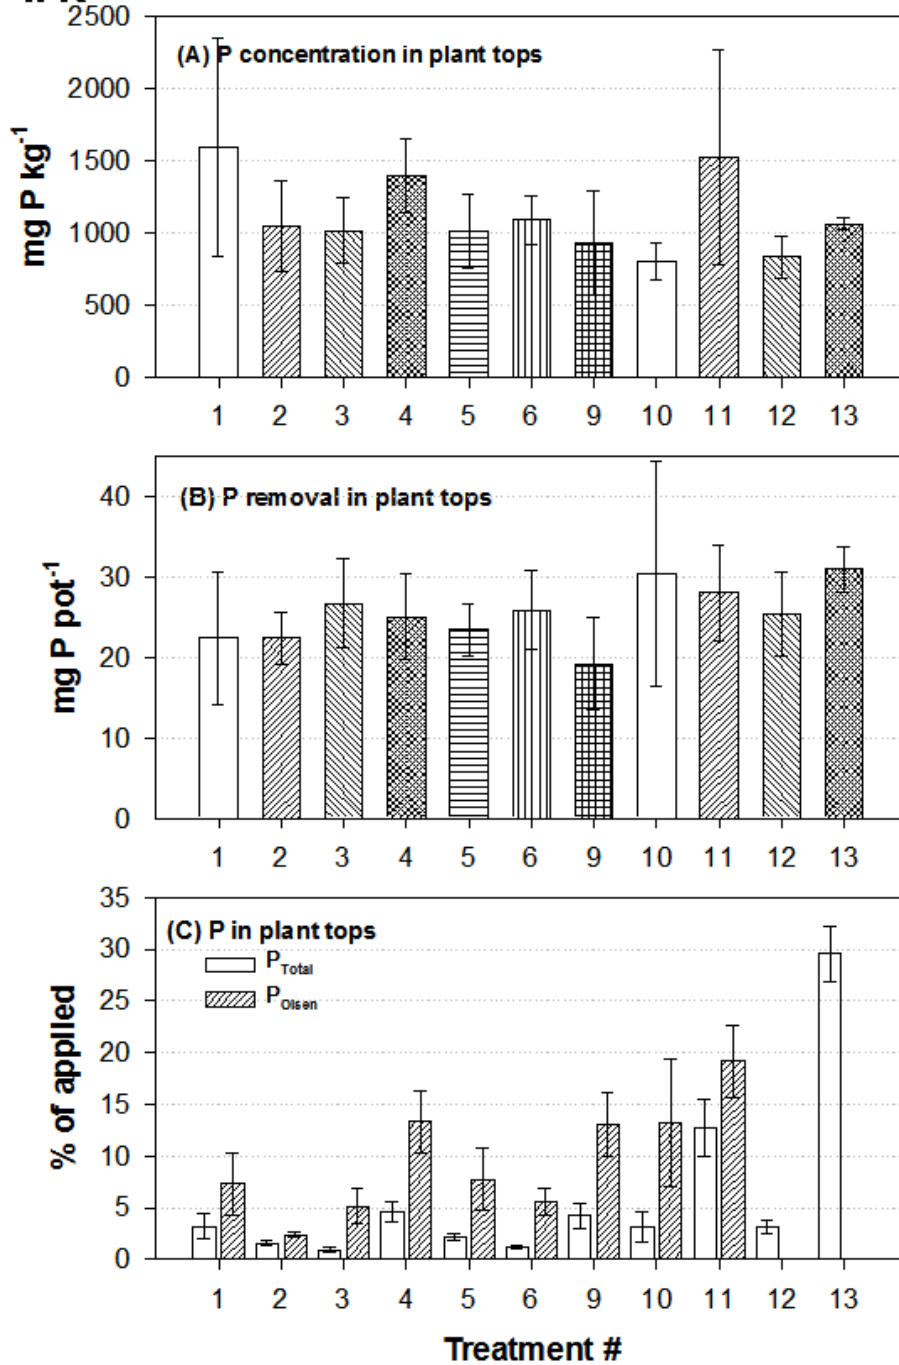 2500
(A) P concentration in plant tops
2000
1500
1000
500
0
mg P kg-1
1 2 3 4 5 6 9 10 11 12 13
(B) P removal in plant tops
40
30
20
10
0
mg P pot-1
1 2 3 4 5 6 9 10 11 12 13
35
(C) P in plant tops
30
PTotal
25
POlsen
20
15
10
5
0
% of applied
1 2 3 4 5 6 9 10 11 12 13
Treatment #